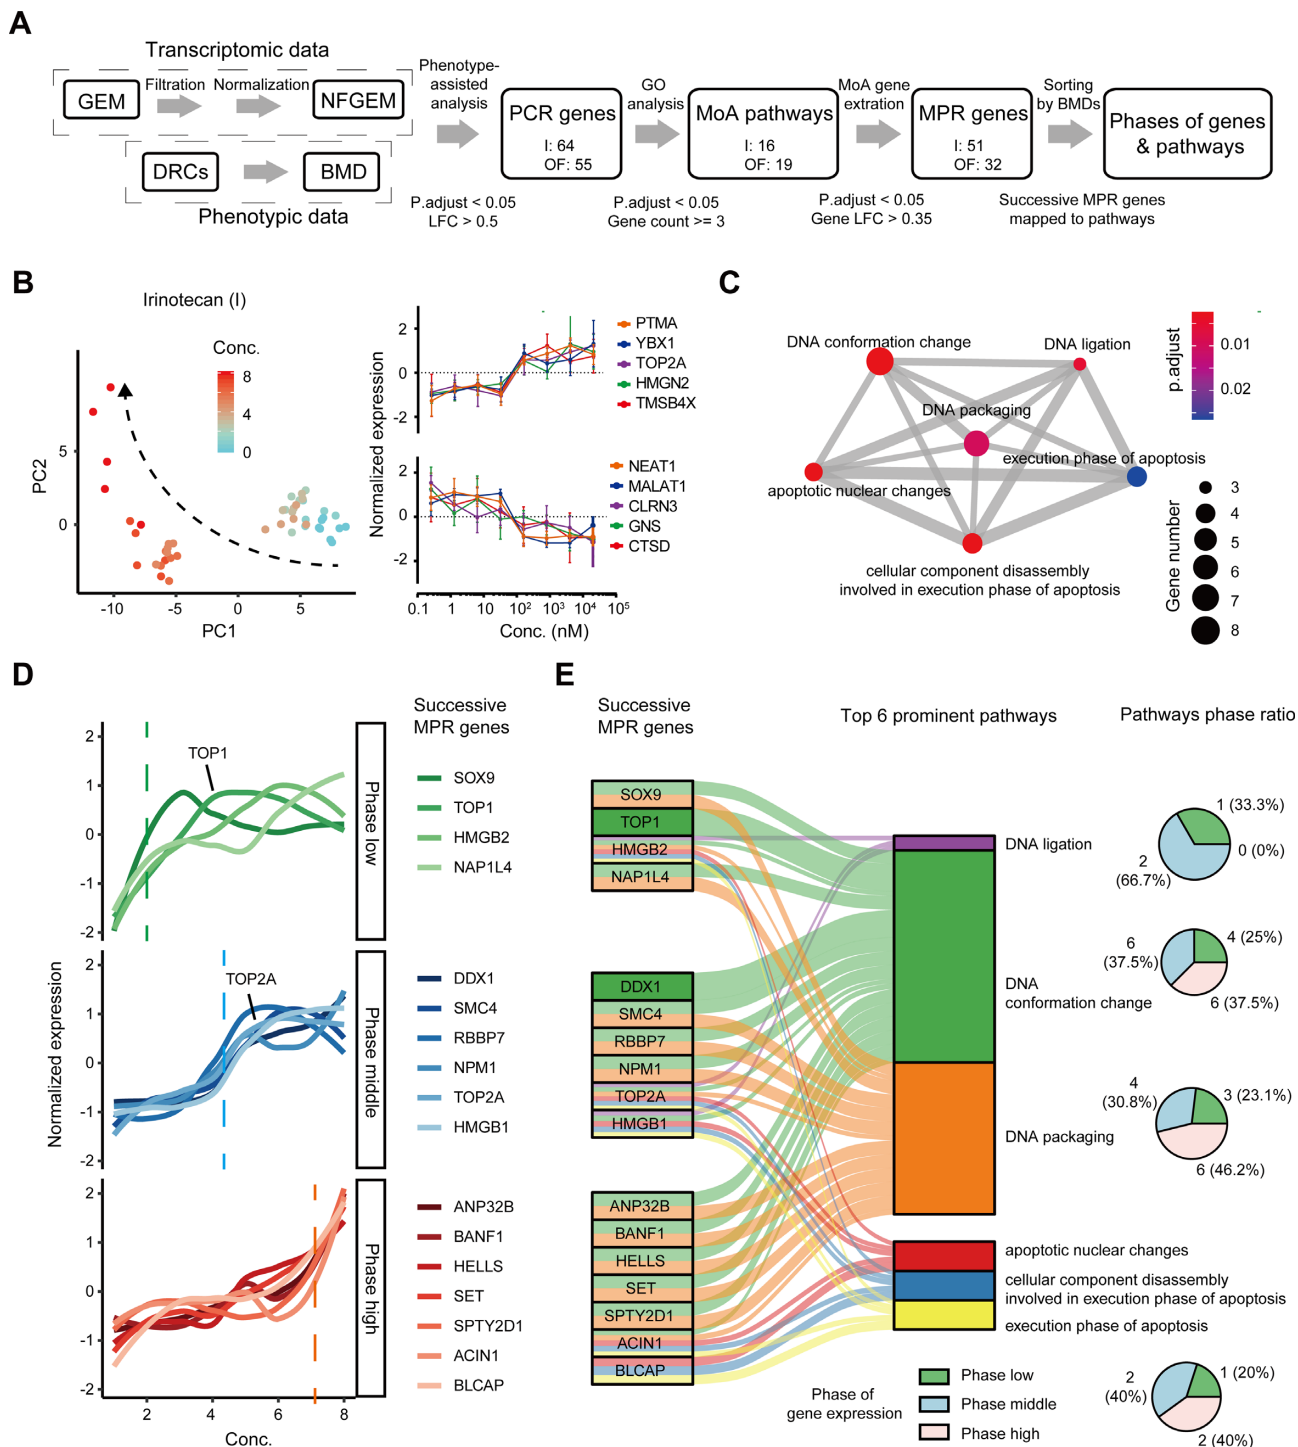 A
Transcriptomic data
GEM
Filtration
Normalization
NFGEM
DRCs
BMD
Phenotypic data
Phenotype-
assisted
analysis
P.adjust < 0.05
LFC > 0.5
PCR genes
I: 64
OF: 55
GO
analysis
P.adjust < 0.05
Gene count >= 3
MoA pathways
I: 16
OF: 19
MoA gene
extration
P.adjust < 0.05
Gene LFC > 0.35
MPR genes
I: 51
OF: 32
Sorting
by BMDs
Successive MPR genes
mapped to pathways
Phases of genes
& pathways
B
Irinotecan (I)
Conc.
8
4
0
PC2
5
0
-10
-5
0
5
PC1
Normalized expression
2
0
-2
PTMA
YBX1
TOP2A
HMGN2
TMSB4X
2
0
-2
NEAT1
MALAT1
CLRN3
GNS
CTSD
0.1
1
10
10²
10³
10⁴
10⁵
Conc. (nM)
C
DNA conformation change
DNA ligation
DNA packaging
execution phase of apoptosis
apoptotic nuclear changes
cellular component disassembly
involved in execution phase of apoptosis
p.adjust
0.01
0.02
Gene number
3
4
5
6
7
8
D
Successive
MPR genes
Normalized expression
2
1
0
-1
-2
TOP1
Phase low
SOX9
TOP1
HMGB2
NAP1L4
2
1
0
-1
-2
TOP2A
Phase middle
DDX1
SMC4
RBBP7
NPM1
TOP2A
HMGB1
2
1
0
-1
-2
Phase high
ANP32B
BANF1
HELLS
SET
SPTY2D1
ACIN1
BLCAP
2
4
6
8
Conc.
E
Successive
MPR genes
Top 6 prominent pathways
Pathways phase ratio
SOX9
TOP1
HMGB2
NAP1L4
DDX1
SMC4
RBBP7
NPM1
TOP2A
HMGB1
ANP32B
BANF1
HELLS
SET
SPTY2D1
ACIN1
BLCAP
DNA ligation
DNA
conformation change
DNA packaging
apoptotic nuclear changes
cellular component disassembly
involved in execution phase of apoptosis
execution phase of apoptosis
1 (33.3%)
0 (0%)
2
(66.7%)
6
(37.5%)
4 (25%)
6 (37.5%)
4
(30.8%)
3 (23.1%)
6 (46.2%)
2
(40%)
1 (20%)
2 (40%)
Phase of
gene expression
Phase low
Phase middle
Phase high